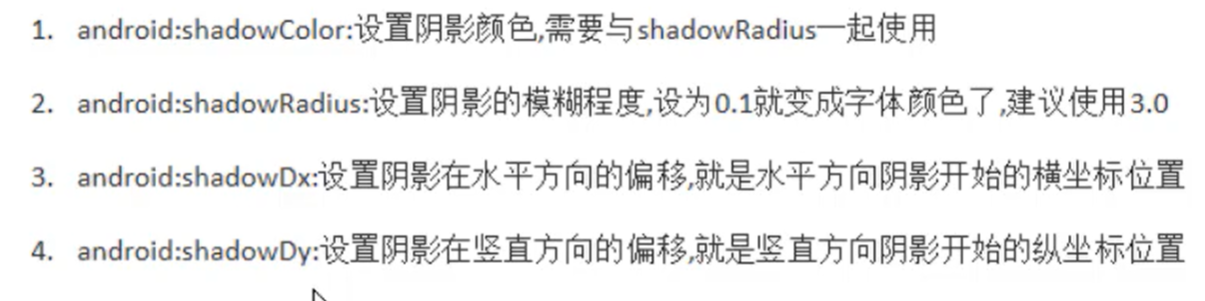 1. android:shadowColor:设置阴影颜色,需要与shadowRadius一起使用
2. android:shadowRadius:设置阴影的模糊程度,设为0.1就变成字体颜色了,建议使用3.0
3. android:shadowDx:设置阴影在水平方向的偏移,就是水平方向阴影开始的横坐标位置
4. android:shadowDy:设置阴影在竖直方向的偏移,就是竖直方向阴影开始的纵坐标位置